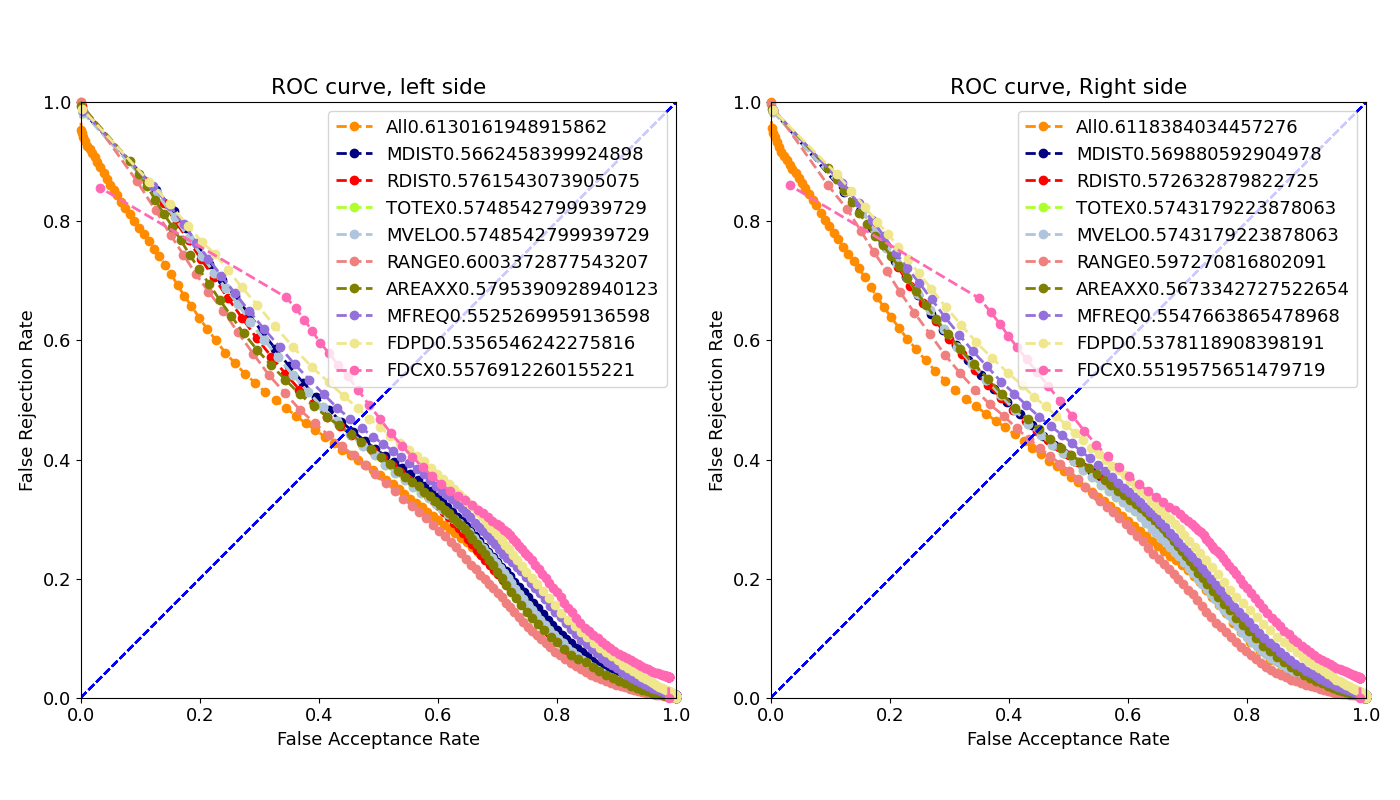 ROC curve, left side
1.0
0.8
0.6
0.4
0.2
0.0
False Rejection Rate
All0.6130161948915862
MDIST0.5662458399924898
RDIST0.5761543073905075
TOTEX0.5748542799939729
MVELO0.5748542799939729
RANGE0.6003372877543207
AREAXX0.5795390928940123
MFREQ0.5525269959136598
FDPD0.5356546242275816
FDCX0.5576912260155221
0.0 0.2 0.4 0.6 0.8 1.0
False Acceptance Rate
ROC curve, Right side
1.0
0.8
0.6
0.4
0.2
0.0
False Rejection Rate
All0.6118384034457276
MDIST0.569880592904978
RDIST0.572632879822725
TOTEX0.5743179223878063
MVELO0.5743179223878063
RANGE0.597270816802091
AREAXX0.5673342727522654
MFREQ0.5547663865478968
FDPD0.5378118908398191
FDCX0.5519575651479719
0.0 0.2 0.4 0.6 0.8 1.0
False Acceptance Rate